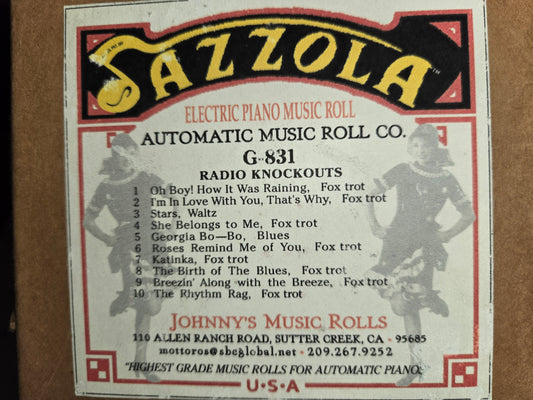 SAZZOLA™
ELECTRIC PIANO MUSIC ROLL
AUTOMATIC MUSIC ROLL CO.
G-831
RADIO KNOCKOUTS
1 Oh Boy! How It Was Raining, Fox trot
2 I'm In Love With You, That's Why, Fox trot
3 Stars, Waltz
4 She Belongs to Me, Fox trot
5 Georgia Bo-Bo, Blues
6 Roses Remind Me of You, Fox trot
7 Katinka, Fox trot
8 The Birth of The Blues, Fox trot
9 Breezin' Along with the Breeze, Fox trot
10 The Rhythm Rag, Fox trot
JOHNNY'S MUSIC ROLLS
110 ALLEN RANCH ROAD, SUTTER CREEK, CA • 95685
mottoros@sbcglobal.net • 209.267.9252
"HIGHEST GRADE MUSIC ROLLS FOR AUTOMATIC PIANO."
U•S•A